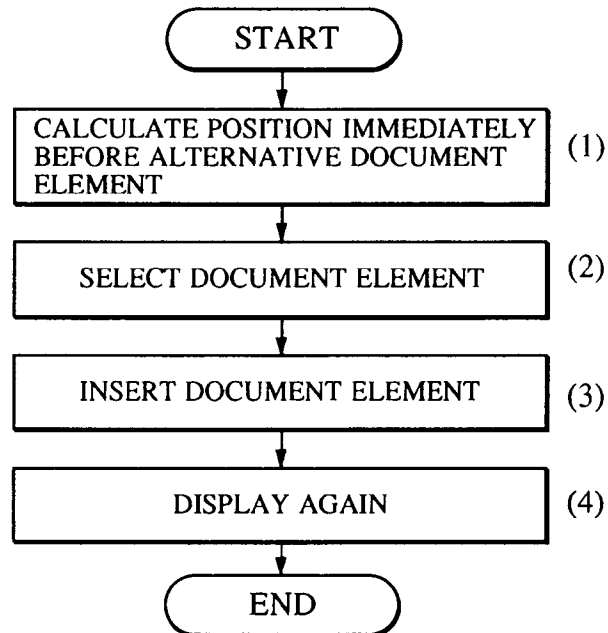 START
CALCULATE POSITION IMMEDIATELY
BEFORE ALTERNATIVE DOCUMENT
ELEMENT
(1)
SELECT DOCUMENT ELEMENT
(2)
INSERT DOCUMENT ELEMENT
(3)
DISPLAY AGAIN
(4)
END